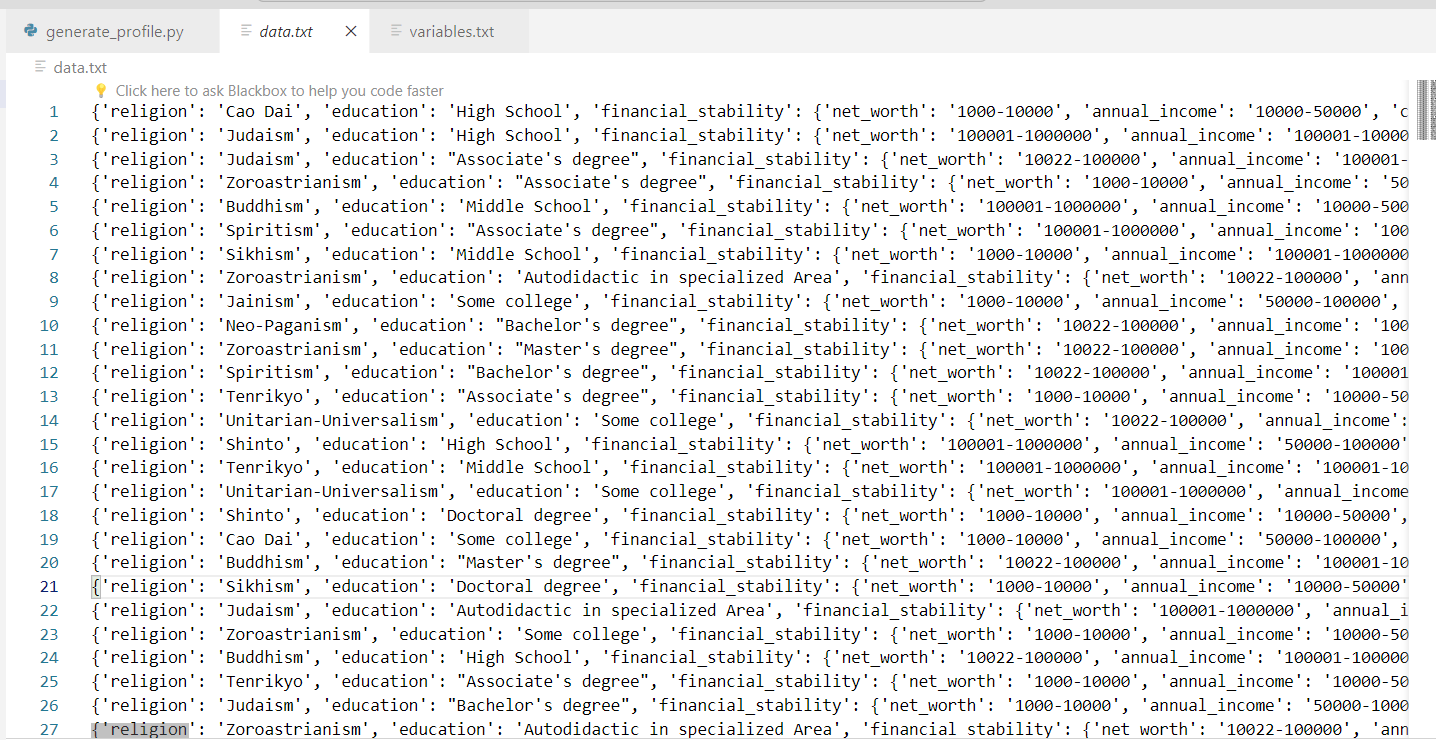 generate_profile.py data.txt variables.txt
data.txt
Click here to ask Blackbox to help you code faster
1 {'religion': 'Cao Dai', 'education': 'High School', 'financial_stability': {'net_worth': '1000-10000', 'annual_income': '10000-50000', 'c
2 {'religion': 'Judaism', 'education': 'High School', 'financial_stability': {'net_worth': '100001-1000000', 'annual_income': '100001-10000
3 {'religion': 'Judaism', 'education': "Associate's degree", 'financial_stability': {'net_worth': '10022-100000', 'annual_income': '100001-
4 {'religion': 'Zoroastrianism', 'education': "Associate's degree", 'financial_stability': {'net_worth': '1000-10000', 'annual_income': '50
5 {'religion': 'Buddhism', 'education': 'Middle School', 'financial_stability': {'net_worth': '100001-1000000', 'annual_income': '10000-500
6 {'religion': 'Spiritism', 'education': "Associate's degree", 'financial_stability': {'net_worth': '100001-1000000', 'annual_income': '100
7 {'religion': 'Sikhism', 'education': 'Middle School', 'financial_stability': {'net_worth': '1000-10000', 'annual_income': '100001-1000000
8 {'religion': 'Zoroastrianism', 'education': 'Autodidactic in specialized Area', 'financial_stability': {'net_worth': '10022-100000', 'ann
9 {'religion': 'Jainism', 'education': 'Some college', 'financial_stability': {'net_worth': '1000-10000', 'annual_income': '50000-100000',
10 {'religion': 'Neo-Paganism', 'education': "Bachelor's degree", 'financial_stability': {'net_worth': '10022-100000', 'annual_income': '100
11 {'religion': 'Zoroastrianism', 'education': "Master's degree", 'financial_stability': {'net_worth': '10022-100000', 'annual_income': '100
12 {'religion': 'Spiritism', 'education': "Bachelor's degree", 'financial_stability': {'net_worth': '10022-100000', 'annual_income': '100001
13 {'religion': 'Tenrikyo', 'education': "Associate's degree", 'financial_stability': {'net_worth': '1000-10000', 'annual_income': '10000-50
14 {'religion': 'Unitarian-Universalism', 'education': 'Some college', 'financial_stability': {'net_worth': '10022-100000', 'annual_income':
15 {'religion': 'Shinto', 'education': 'High School', 'financial_stability': {'net_worth': '100001-1000000', 'annual_income': '50000-100000'
16 {'religion': 'Tenrikyo', 'education': 'Middle School', 'financial_stability': {'net_worth': '100001-1000000', 'annual_income': '100001-10
17 {'religion': 'Unitarian-Universalism', 'education': 'Some college', 'financial_stability': {'net_worth': '100001-1000000', 'annual_income
18 {'religion': 'Shinto', 'education': 'Doctoral degree', 'financial_stability': {'net_worth': '1000-10000', 'annual_income': '10000-50000',
19 {'religion': 'Cao Dai', 'education': 'Some college', 'financial_stability': {'net_worth': '1000-10000', 'annual_income': '50000-100000',
20 {'religion': 'Buddhism', 'education': "Master's degree", 'financial_stability': {'net_worth': '10022-100000', 'annual_income': '100001-10
21 {'religion': 'Sikhism', 'education': 'Doctoral degree', 'financial_stability': {'net_worth': '1000-10000', 'annual_income': '10000-50000'
22 {'religion': 'Judaism', 'education': 'Autodidactic in specialized Area', 'financial_stability': {'net_worth': '100001-1000000', 'annual_i
23 {'religion': 'Zoroastrianism', 'education': 'Some college', 'financial_stability': {'net_worth': '1000-10000', 'annual_income': '10000-50
24 {'religion': 'Buddhism', 'education': 'High School', 'financial_stability': {'net_worth': '10022-100000', 'annual_income': '100001-100000
25 {'religion': 'Tenrikyo', 'education': "Associate's degree", 'financial_stability': {'net_worth': '1000-10000', 'annual_income': '10000-50
26 {'religion': 'Judaism', 'education': "Bachelor's degree", 'financial_stability': {'net_worth': '1000-10000', 'annual_income': '50000-1000
27 {'religion': 'Zoroastrianism', 'education': 'Autodidactic in specialized Area', 'financial_stability': {'net_worth': '10022-100000', 'ann